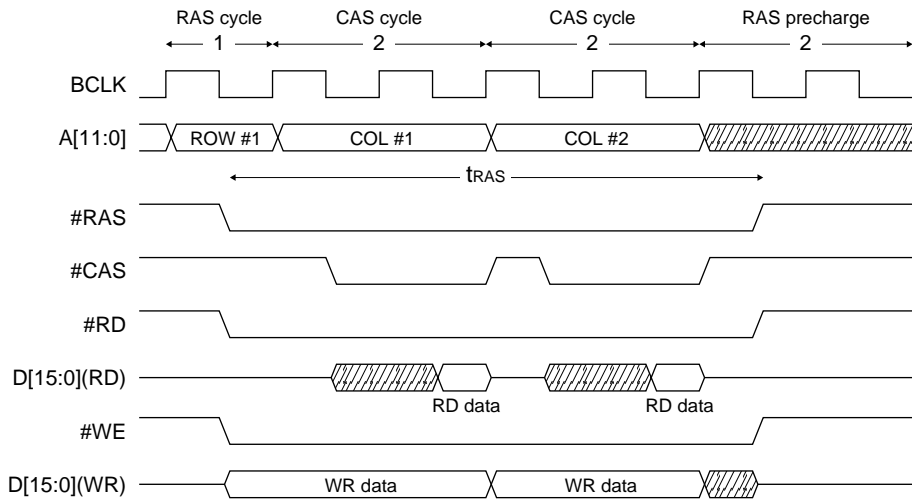 RAS cycle CAS cycle CAS cycle RAS precharge
1 2 2 2
BCLK
A[11:0] ROW #1 COL #1 COL #2
tRAS
#RAS
#CAS
#RD
D[15:0](RD)
RD data RD data
#WE
D[15:0](WR) WR data WR data